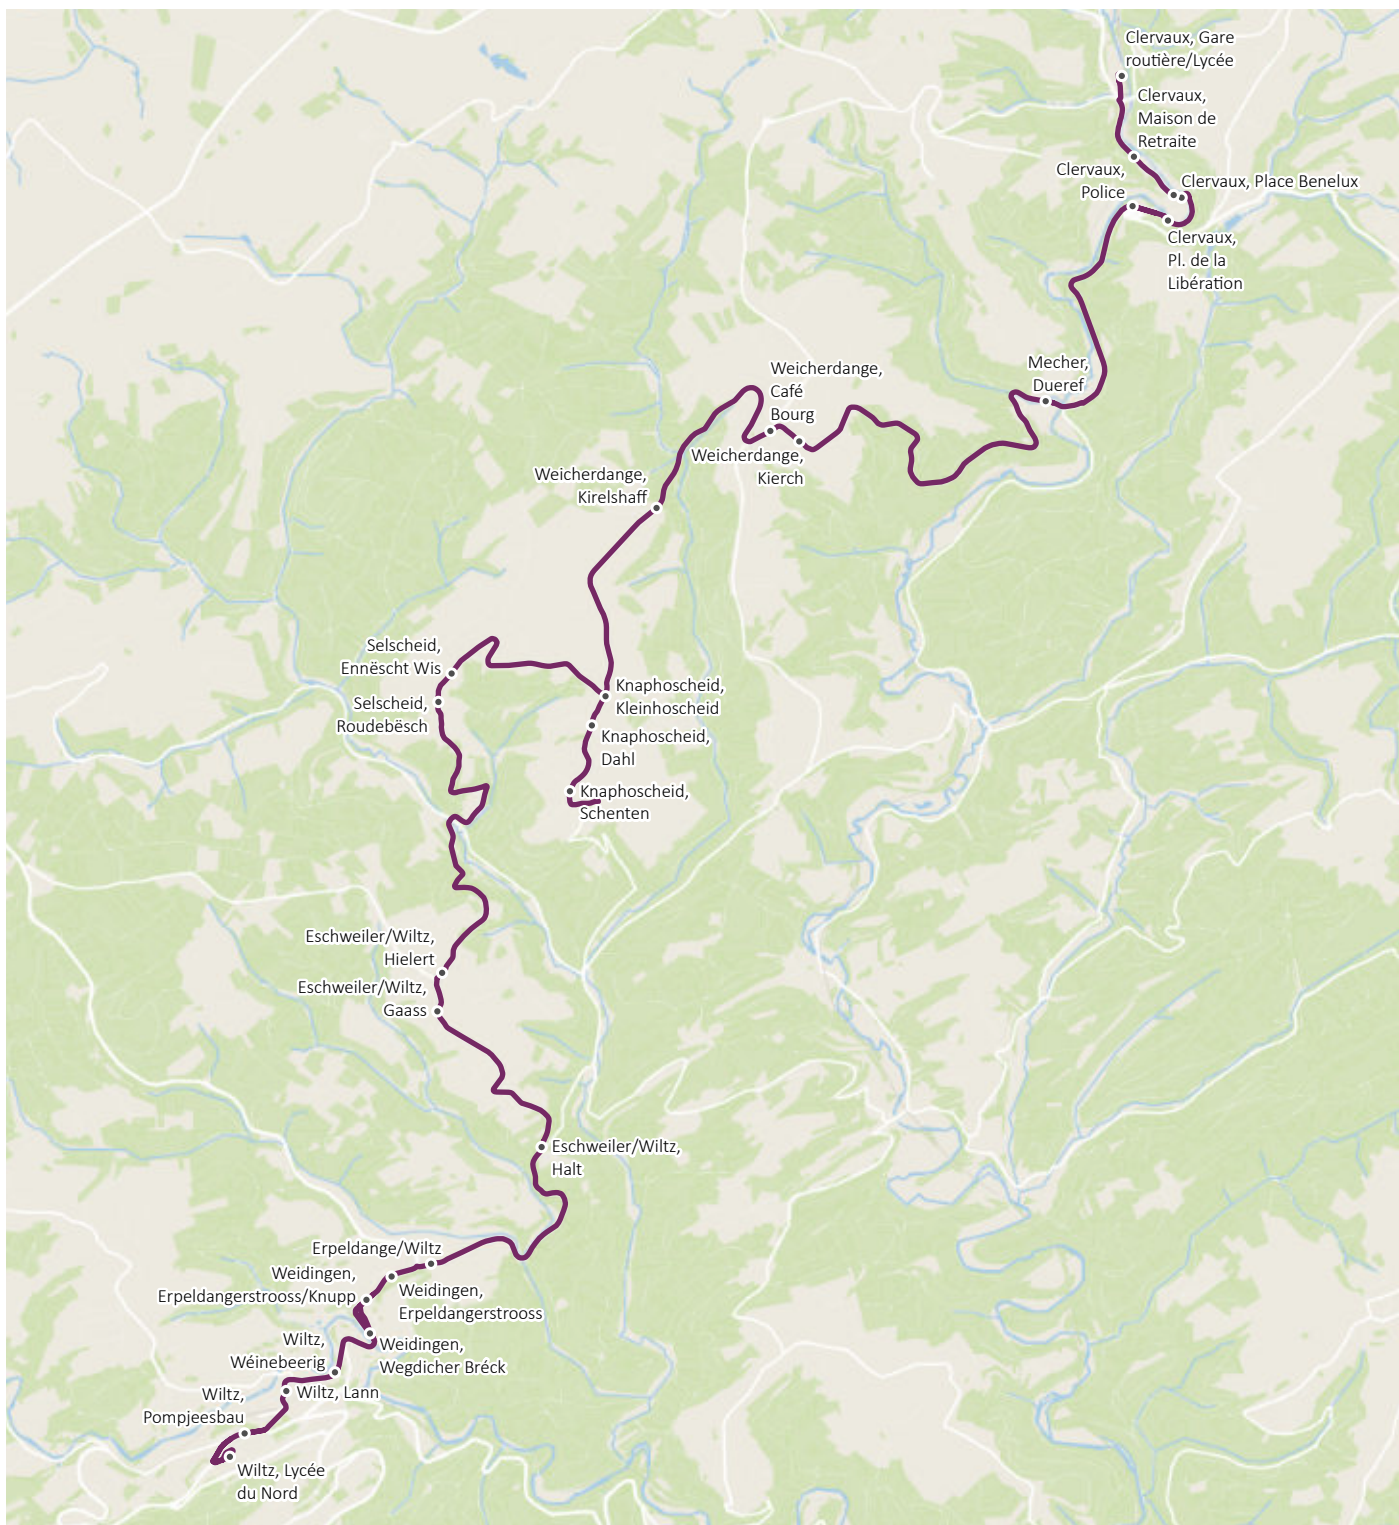 Clervaux, Gare
routière/Lycée
Clervaux,
Maison de
Retraite
Clervaux,
Police
Clervaux, Place Benelux
Clervaux,
Pl. de la
Libération
Mecher,
Dueref
Weicherdange,
Café
Bourg
Weicherdange,
Kierch
Weicherdange,
Kirelshaff
Selscheid,
Ennëscht Wis
Selscheid,
Roudebësch
Knaphoscheid,
Kleinhoscheid
Knaphoscheid,
Dahl
Knaphoscheid,
Schenten
Eschweiler/Wiltz,
Hielert
Eschweiler/Wiltz,
Gaass
Eschweiler/Wiltz,
Halt
Erpeldange/Wiltz
Weidingen,
Erpeldangerstrooss/Knupp
Weidingen,
Erpeldangerstrooss
Weidingen,
Wegdicher Bréck
Wiltz,
Wéinebeerig
Wiltz, Lann
Wiltz,
Pompjeesbau
Wiltz, Lycée
du Nord